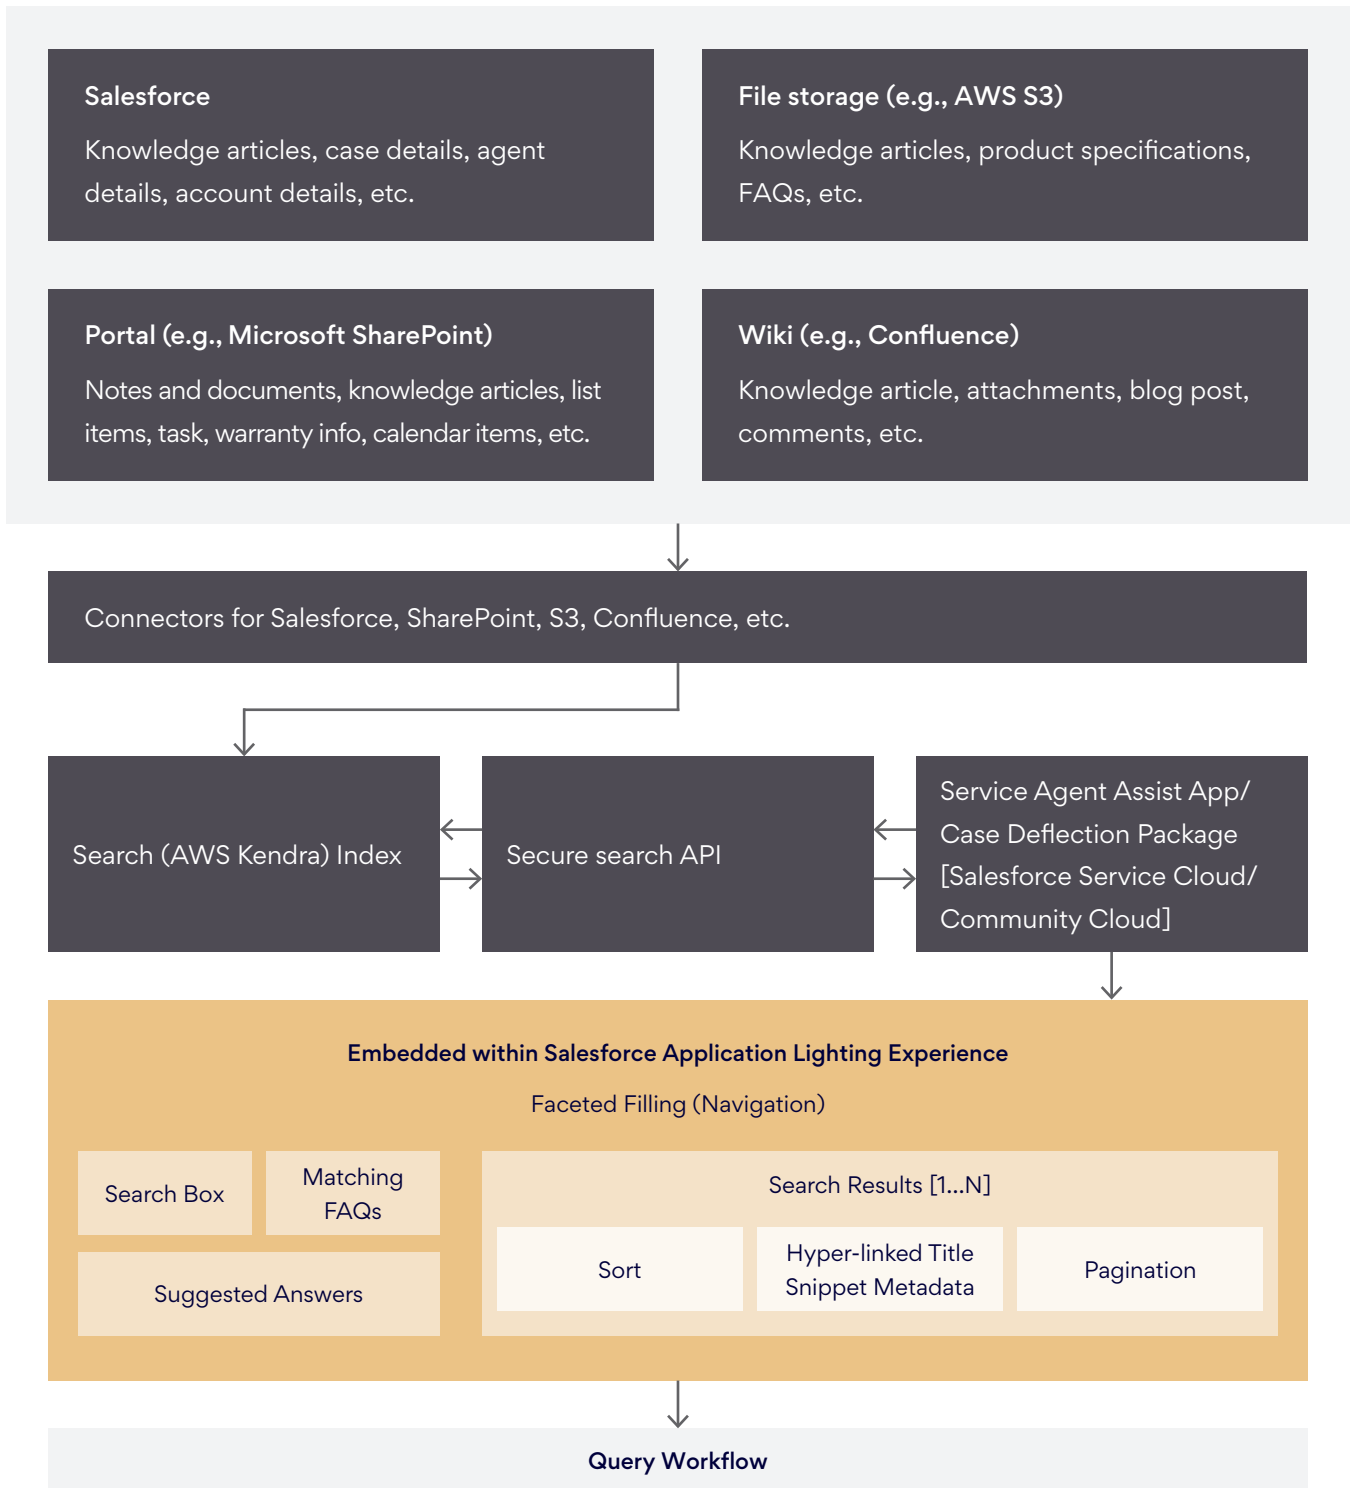 Salesforce
Knowledge articles, case details, agent
details, account details, etc.
File storage (e.g., AWS S3)
Knowledge articles, product specifications,
FAQs, etc.
Portal (e.g., Microsoft SharePoint)
Notes and documents, knowledge articles, list
items, task, warranty info, calendar items, etc.
Wiki (e.g., Confluence)
Knowledge article, attachments, blog post,
comments, etc.
Connectors for Salesforce, SharePoint, S3, Confluence, etc.
Search (AWS Kendra) Index
Secure search API
Service Agent Assist App/
Case Deflection Package
[Salesforce Service Cloud/
Community Cloud]
Embedded within Salesforce Application Lighting Experience
Faceted Filling (Navigation)
Search Box
Matching
FAQs
Suggested Answers
Search Results [1...N]
Sort
Hyper-linked Title
Snippet Metadata
Pagination
Query Workflow